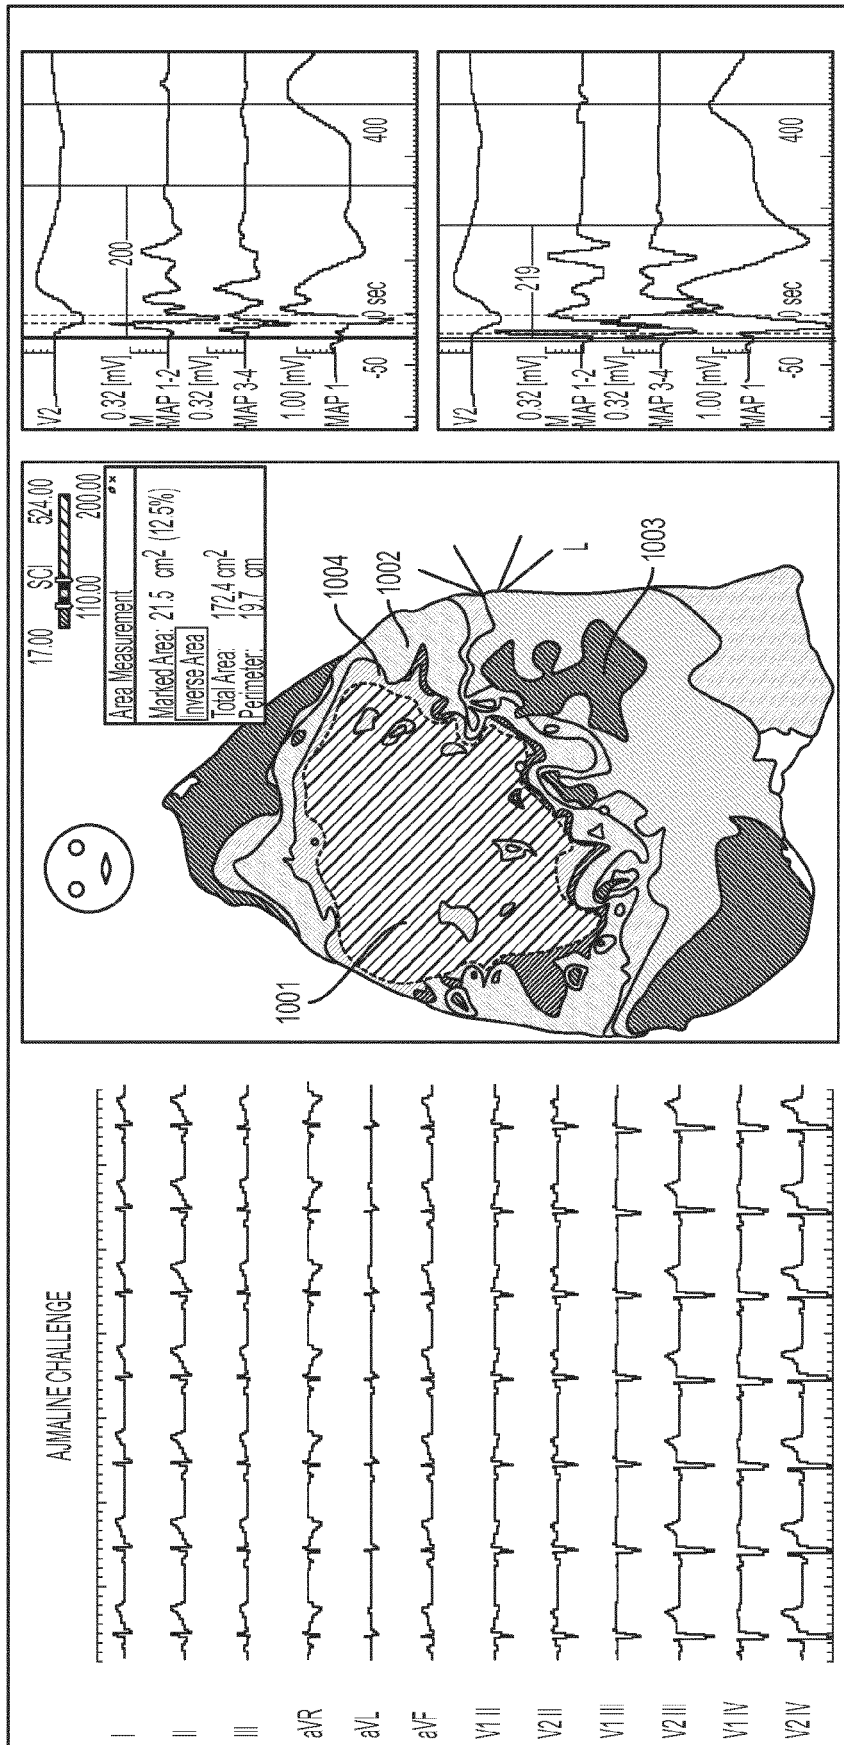 AJMALINE CHALLENGE
I
II
III
aVR
aVL
aVF
V1 II
V2 II
V1 III
V2 III
V1 IV
V2 IV
17.00 SCI 524.00
110.00 200.00
Area Measurement
Marked Area: 21.5 cm² (12.5%)
Inverse Area
Total Area: 172.4 cm²
Perimeter: 19.7 cm
1001
1004
1002
L
1003
V2
0.32 [mV]
M
MAP 1-2
0.32 [mV]
MAP 3-4
1.00 [mV]
MAP 1
200
-50
0 sec
400
V2
0.32 [mV]
M
MAP 1-2
0.32 [mV]
MAP 3-4
1.00 [mV]
MAP 1
219
-50
0 sec
400